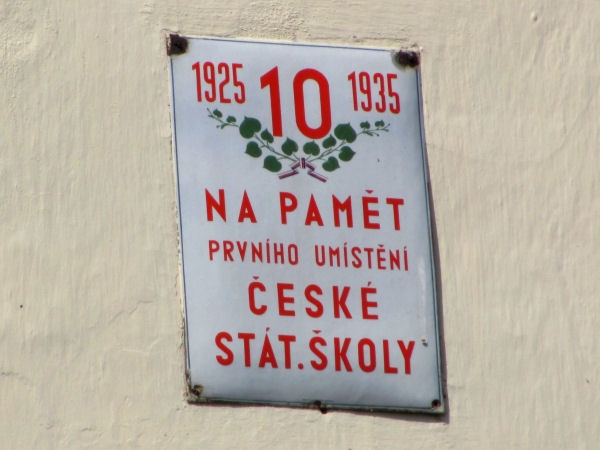 1925 10 1935
NA PAMĚT
PRVNÍHO UMÍSTĚNÍ
ČESKÉ
STÁT. ŠKOLY